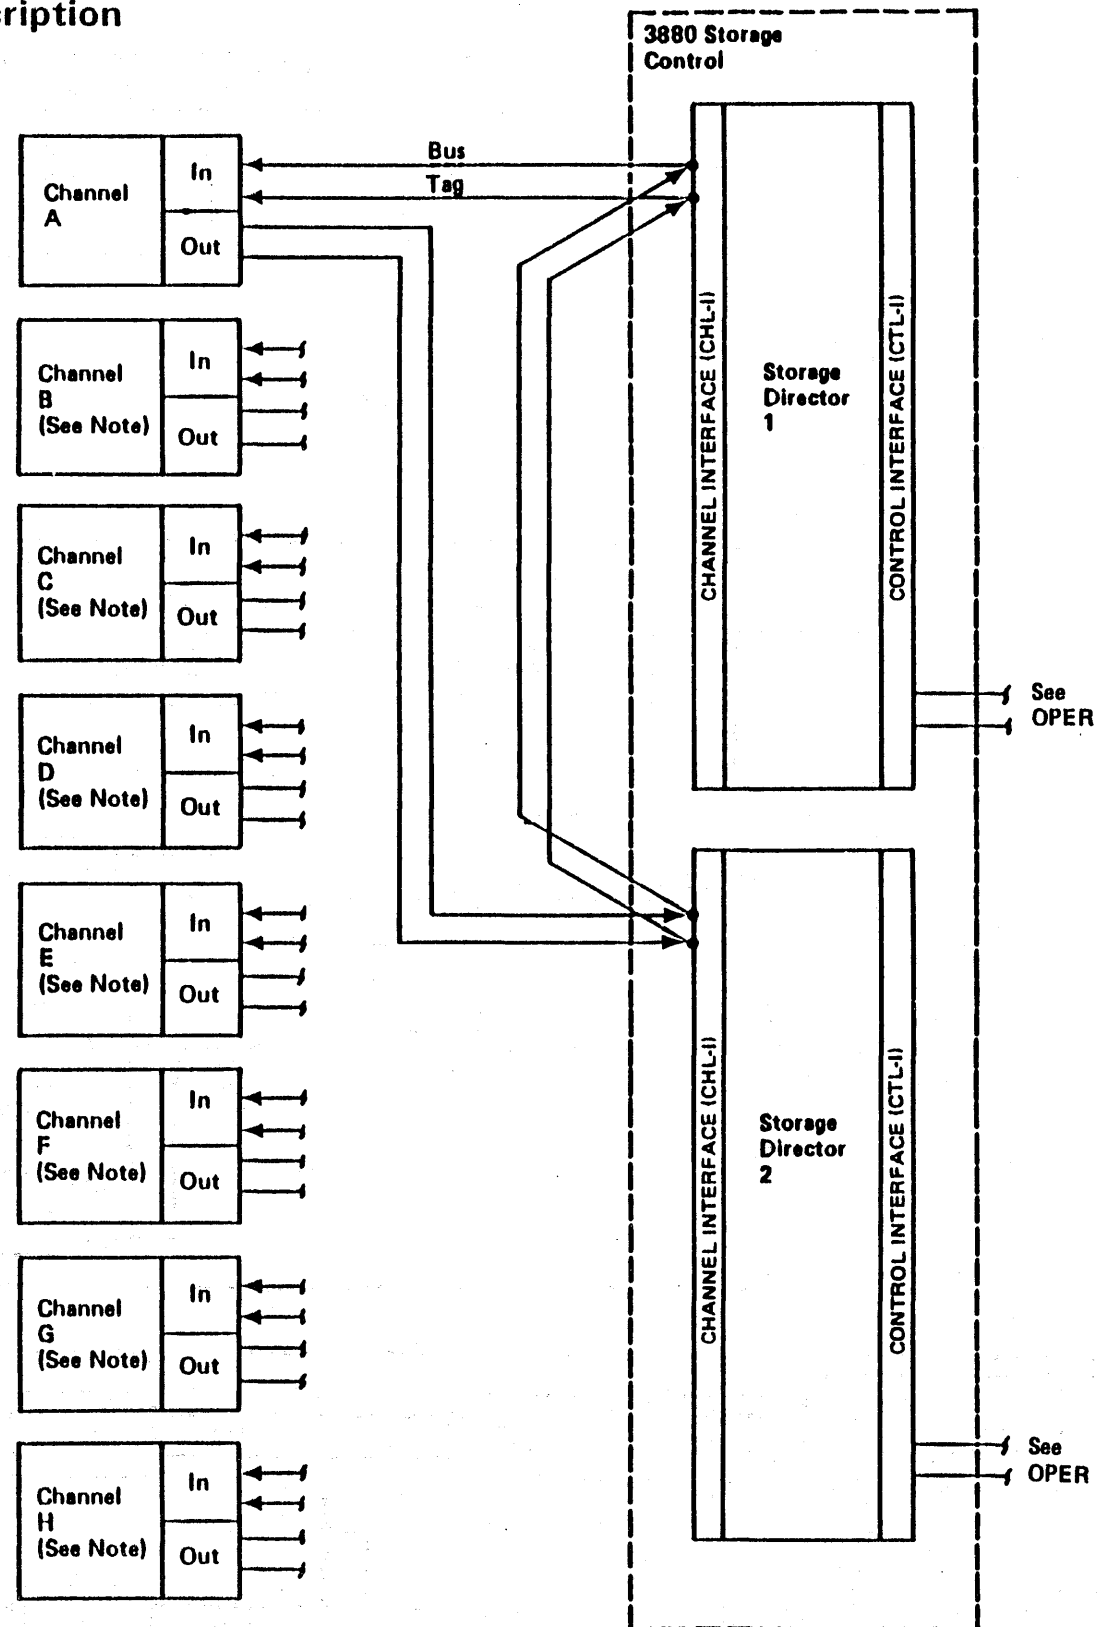 cription
3880 Storage
Control
Channel
A
In
Out
Bus
Tag
Channel
B
(See Note)
In
Out
Channel
C
(See Note)
In
Out
Channel
D
(See Note)
In
Out
Channel
E
(See Note)
In
Out
Channel
F
(See Note)
In
Out
Channel
G
(See Note)
In
Out
Channel
H
(See Note)
In
Out
CHANNEL INTERFACE (CHL-I)
Storage
Director
1
CONTROL INTERFACE (CTL-I)
See
OPER
CHANNEL INTERFACE (CHL-I)
Storage
Director
2
CONTROL INTERFACE (CTL-I)
See
OPER